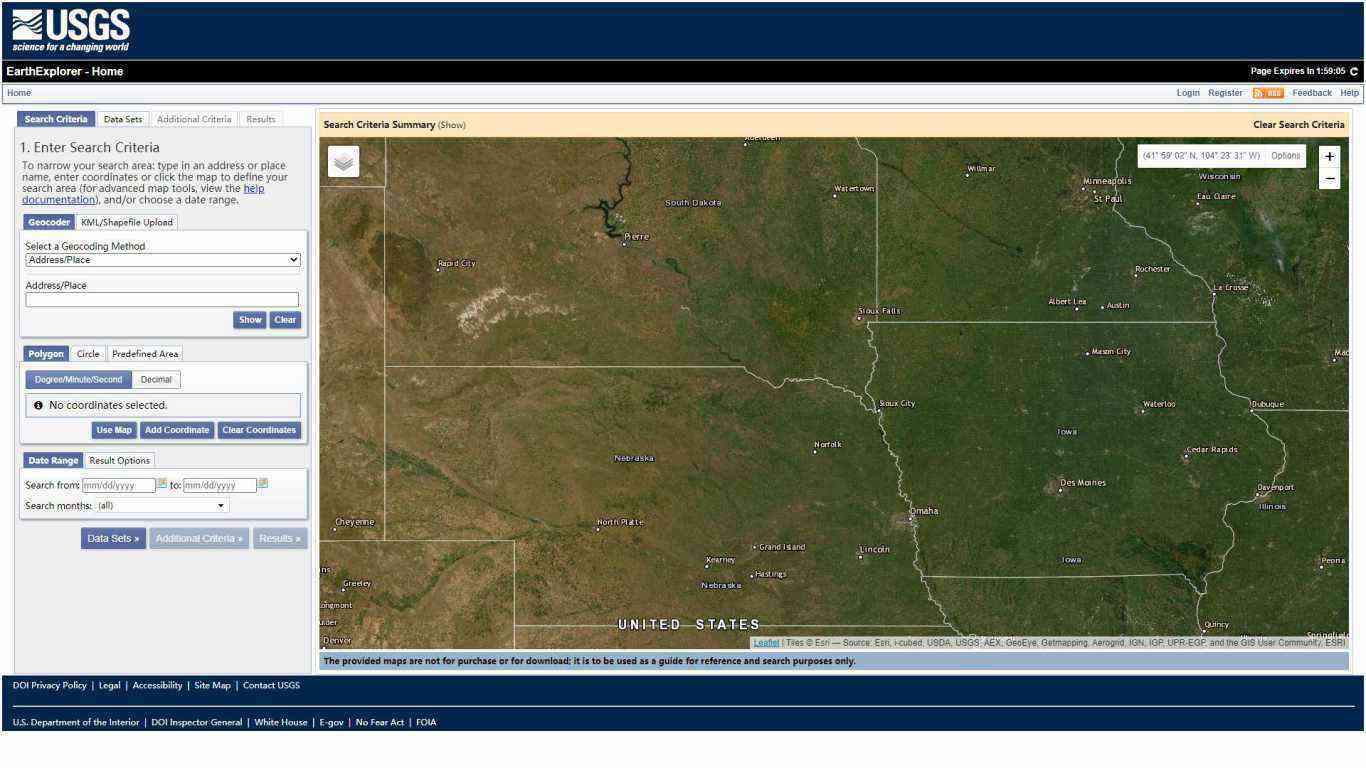 USGS
science for a changing world
EarthExplorer - Home
Page Expires In 1:59:05
Home
Login Register RSS Feedback Help
Search Criteria Data Sets Additional Criteria Results
1. Enter Search Criteria
To narrow your search area: type in an address or place
name, enter coordinates or click the map to define your
search area (for advanced map tools, view the help
documentation), and/or choose a date range.
Geocoder KML/Shapefile Upload
Select a Geocoding Method
Address/Place
Address/Place
Show Clear
Polygon Circle Predefined Area
Degree/Minute/Second Decimal
No coordinates selected.
Use Map Add Coordinate Clear Coordinates
Date Range Result Options
Search from: mm/dd/yyyy to: mm/dd/yyyy
Search months: (all)
Data Sets » Additional Criteria » Results »
Search Criteria Summary (Show)
Clear Search Criteria
(41° 59' 02" N, 104° 23' 31" W) Options
+
−
Aberdeen
Willmar
Minneapolis
Wisconsin
Watertown
South Dakota
St Paul
Eau Claire
Pierre
Rapid City
Rochester
La Crosse
Albert Lea
Austin
Sioux Falls
Mason City
Mad
Sioux City
Waterloo
Dubuque
Iowa
Norfolk
Cedar Rapids
Nebraska
Des Moines
Davenport
Illinois
Omaha
Cheyenne
North Platte
Grand Island
Lincoln
Kearney
Iowa
Peoria
ins
Greeley
Hastings
Nebraska
ongmont
ulder
UNITED STATES
Quincy
Springfield
Denver
Leaflet | Tiles © Esri — Source: Esri, i-cubed, USDA, USGS, AEX, GeoEye, Getmapping, Aerogrid, IGN, IGP, UPR-EGP, and the GIS User Community, ESRI
The provided maps are not for purchase or for download; it is to be used as a guide for reference and search purposes only.
DOI Privacy Policy | Legal | Accessibility | Site Map | Contact USGS
U.S. Department of the Interior | DOI Inspector General | White House | E-gov | No Fear Act | FOIA